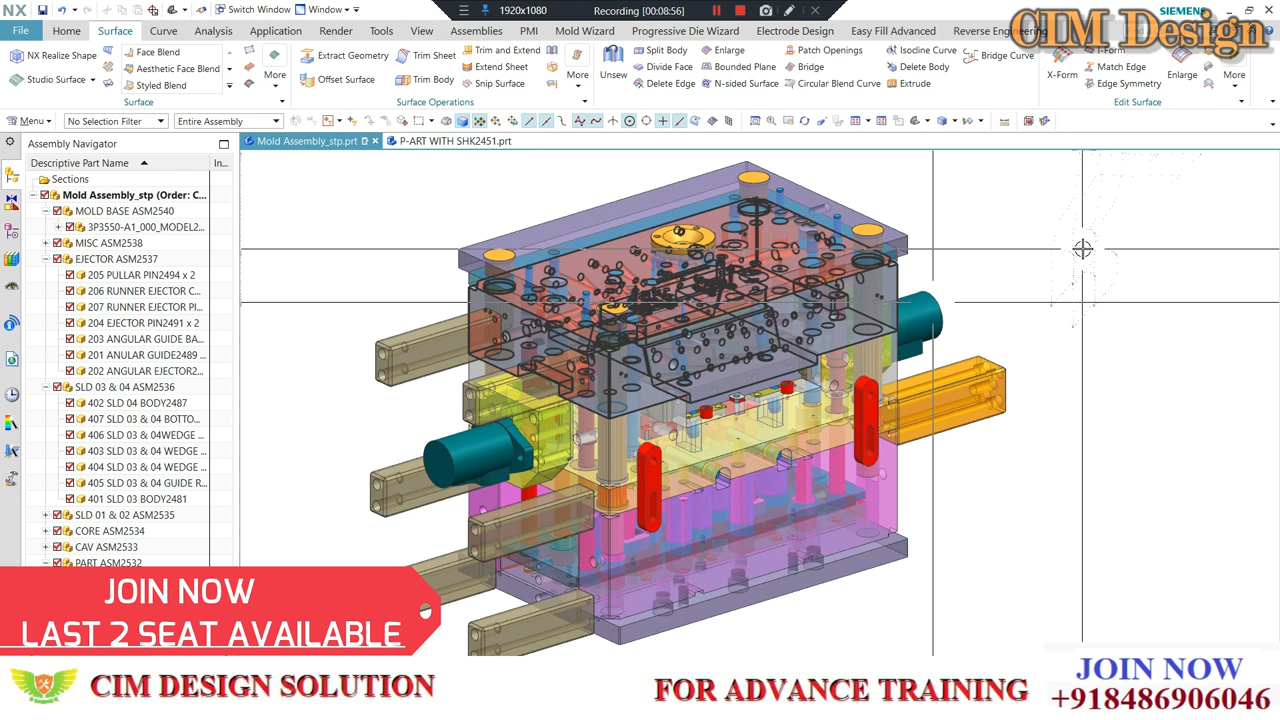 NX
Switch Window
Window
1920x1080
Recording [00:08:56]
SIEMENS
CIM Design
File
Home
Surface
Curve
Analysis
Application
Render
Tools
View
Assemblies
PMI
Mold Wizard
Progressive Die Wizard
Electrode Design
Easy Fill Advanced
Reverse Engineering
NX Realize Shape
Studio Surface
Face Blend
Aesthetic Face Blend
Styled Blend
More
Surface
Extract Geometry
Offset Surface
Trim Sheet
Trim Body
Trim and Extend
Extend Sheet
Snip Surface
More
Surface Operations
Unsew
Split Body
Divide Face
Delete Edge
Enlarge
Bounded Plane
N-sided Surface
Patch Openings
Bridge
Circular Blend Curve
Isocline Curve
Delete Body
Extrude
Bridge Curve
X-Form
I-Form
Match Edge
Edge Symmetry
Enlarge
More
Edit Surface
Menu
No Selection Filter
Entire Assembly
Assembly Navigator
Mold Assembly_stp.prt
P-ART WITH SHK2451.prt
Descriptive Part Name
In...
Sections
Mold Assembly_stp (Order: C...
MOLD BASE ASM2540
3P3550-A1_000_MODEL2...
MISC ASM2538
EJECTOR ASM2537
205 PULLAR PIN2494 x 2
206 RUNNER EJECTOR C...
207 RUNNER EJECTOR PI...
204 EJECTOR PIN2491 x 2
203 ANGULAR GUIDE BA...
201 ANULAR GUIDE2489 ...
202 ANGULAR EJECTOR2...
SLD 03 & 04 ASM2536
402 SLD 04 BODY2487
407 SLD 03 & 04 BOTTO...
406 SLD 03 & 04WEDGE ...
403 SLD 03 & 04 WEDGE ...
404 SLD 03 & 04 WEDGE ...
405 SLD 03 & 04 GUIDE R...
401 SLD 03 BODY2481
SLD 01 & 02 ASM2535
CORE ASM2534
CAV ASM2533
PART ASM2532
JOIN NOW
LAST 2 SEAT AVAILABLE
CIM DESIGN SOLUTION
FOR ADVANCE TRAINING
JOIN NOW
+918486906046